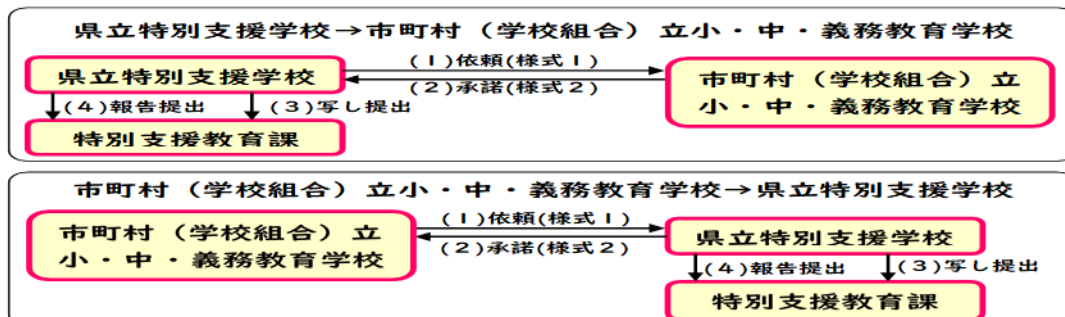 県立特別支援学校→市町村（学校組合）立小・中・義務教育学校
県立特別支援学校
(1)依頼(様式1)
(2)承諾(様式2)
市町村（学校組合）立
小・中・義務教育学校
(4)報告提出
(3)写し提出
特別支援教育課
市町村（学校組合）立小・中・義務教育学校→県立特別支援学校
市町村（学校組合）立
小・中・義務教育学校
(1)依頼(様式1)
(2)承諾(様式2)
県立特別支援学校
(4)報告提出
(3)写し提出
特別支援教育課